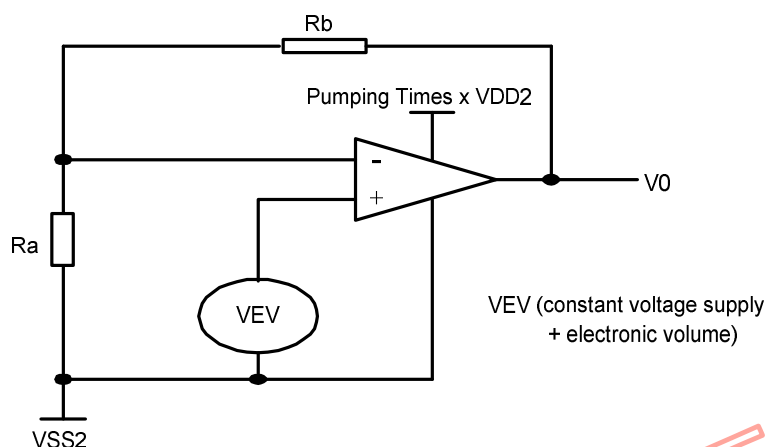 Rb
Pumping Times x VDD2
-
+
V0
Ra
VEV
VEV (constant voltage supply
+ electronic volume)
VSS2